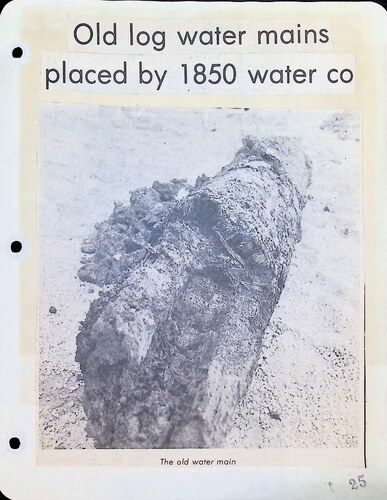 Old log water mains
placed by 1850 water co
The old water main
25